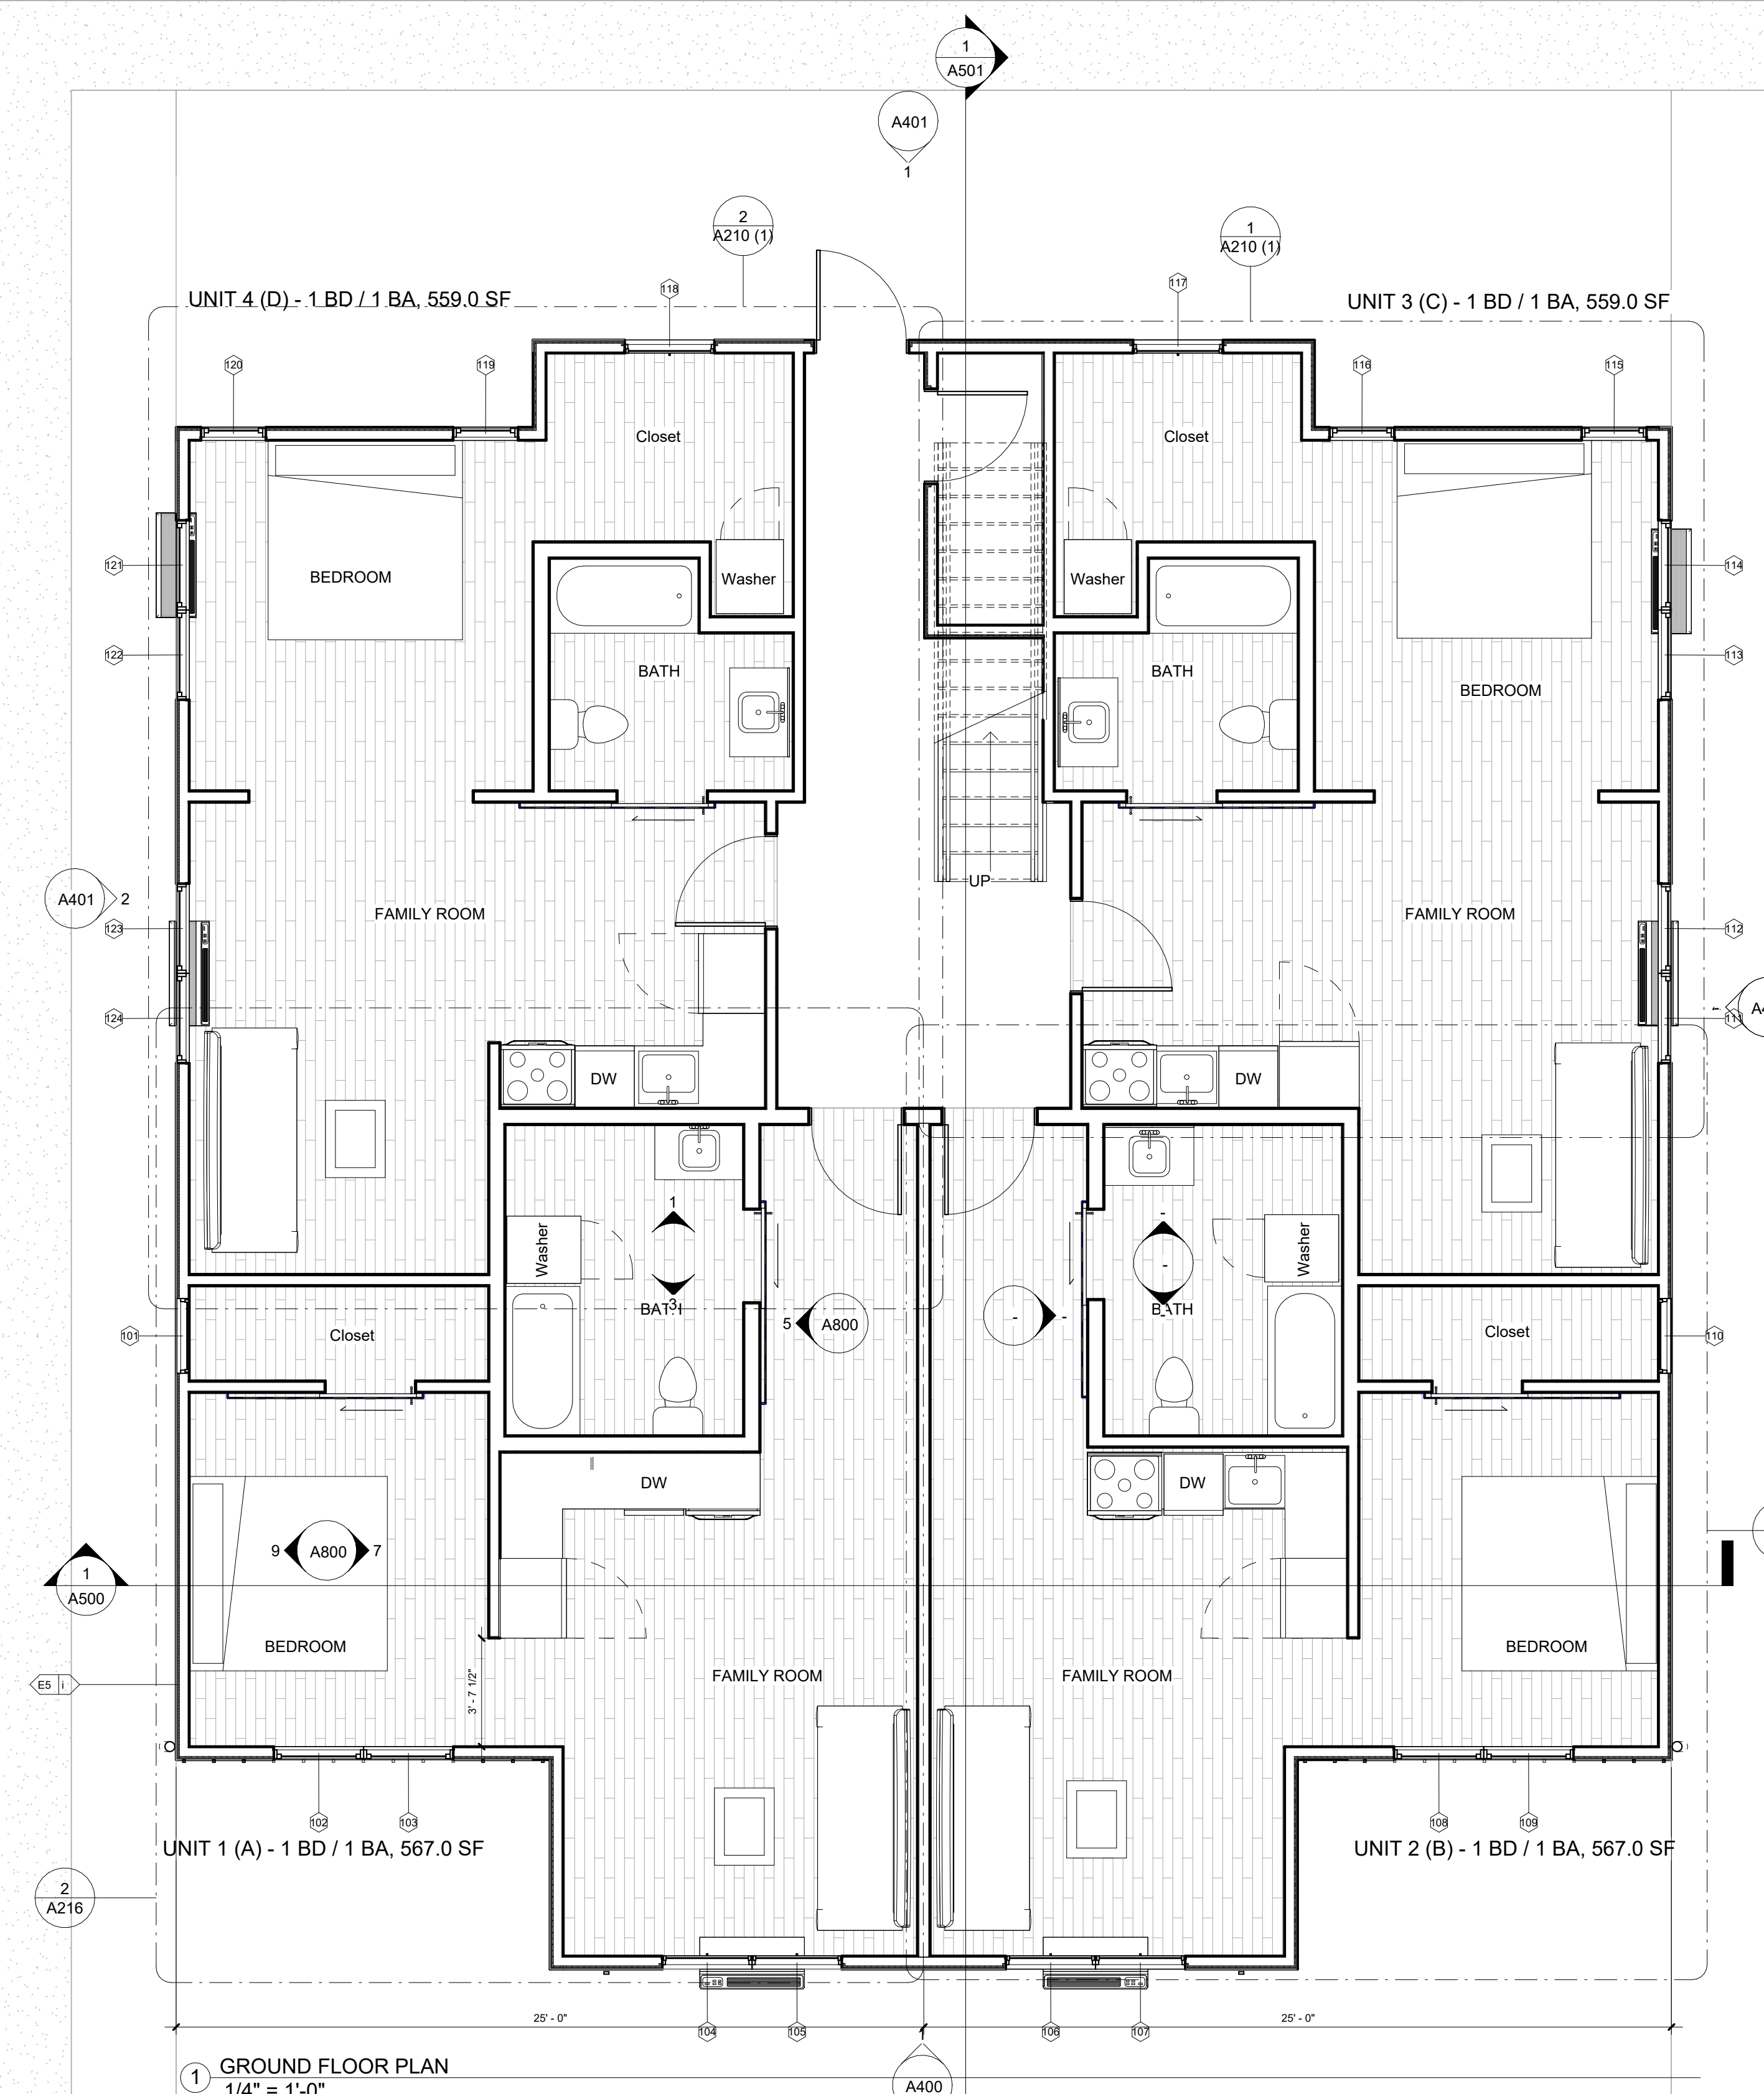 1
A501
A401
1
2
A210 (1)
1
A210 (1)
UNIT 4 (D) - 1 BD / 1 BA, 559.0 SF
118
117
UNIT 3 (C) - 1 BD / 1 BA, 559.0 SF
120
119
116
115
Closet
Closet
121
BEDROOM
Washer
Washer
114
122
BATH
BATH
113
BEDROOM
UP
A401
2
123
FAMILY ROOM
FAMILY ROOM
112
124
111
1
DW
DW
1
Washer
Washer
-
-
3
BATH
BATH
-
5
A800
-
-
101
Closet
Closet
110
DW
DW
9
A800
7
1
A500
BEDROOM
BEDROOM
3' - 7 1/2"
FAMILY ROOM
FAMILY ROOM
E5
i
102
103
108
109
UNIT 1 (A) - 1 BD / 1 BA, 567.0 SF
UNIT 2 (B) - 1 BD / 1 BA, 567.0 SF
2
A216
25' - 0"
25' - 0"
104
105
106
107
1
1
GROUND FLOOR PLAN
1/4" = 1'-0"
A400